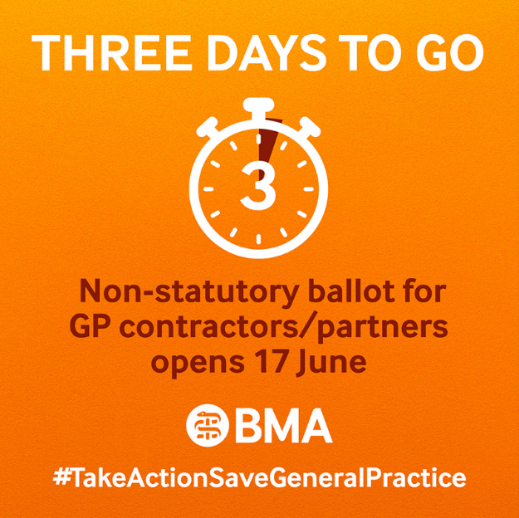 THREE DAYS TO GO
3
Non-statutory ballot for
GP contractors/partners
opens 17 June
BMA
#TakeActionSaveGeneralPractice